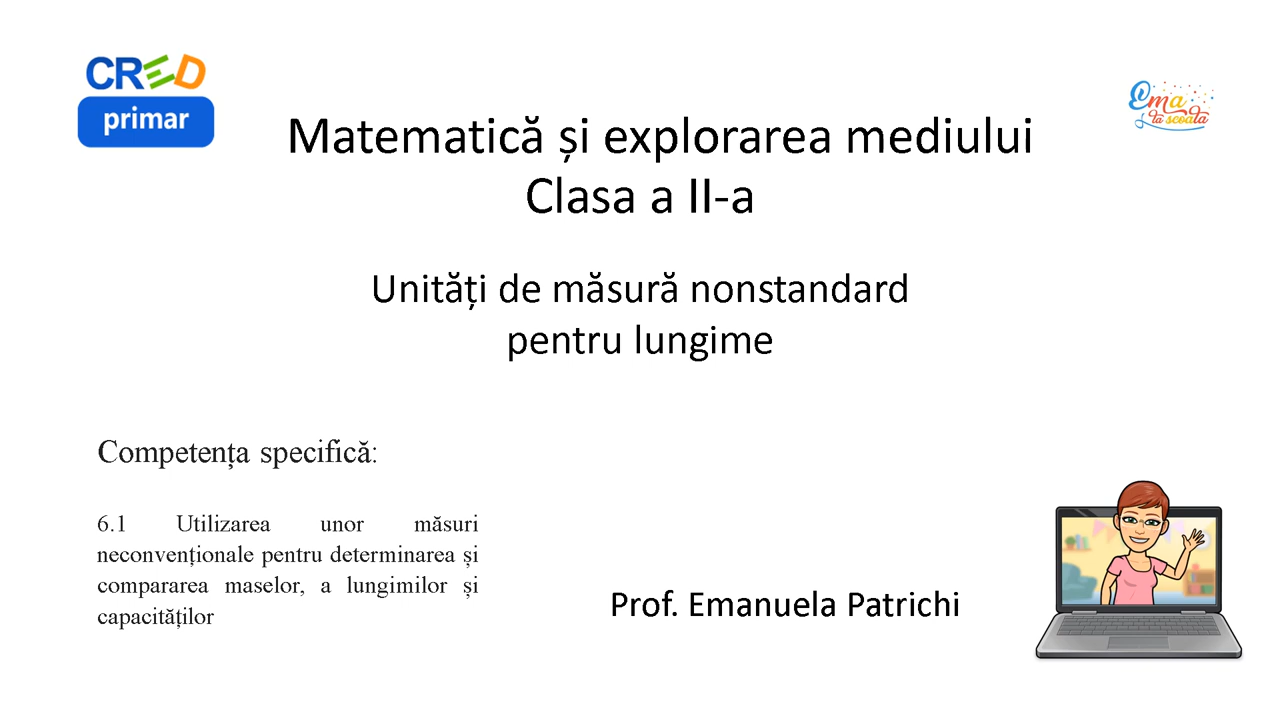 CRED
primar
Ema
la scoala
Matematică și explorarea mediului
Clasa a II-a
Unități de măsură nonstandard
pentru lungime
Competența specifică:
6.1 Utilizarea unor măsuri
neconvenționale pentru determinarea și
compararea maselor, a lungimilor și
capacităților
Prof. Emanuela Patrichi